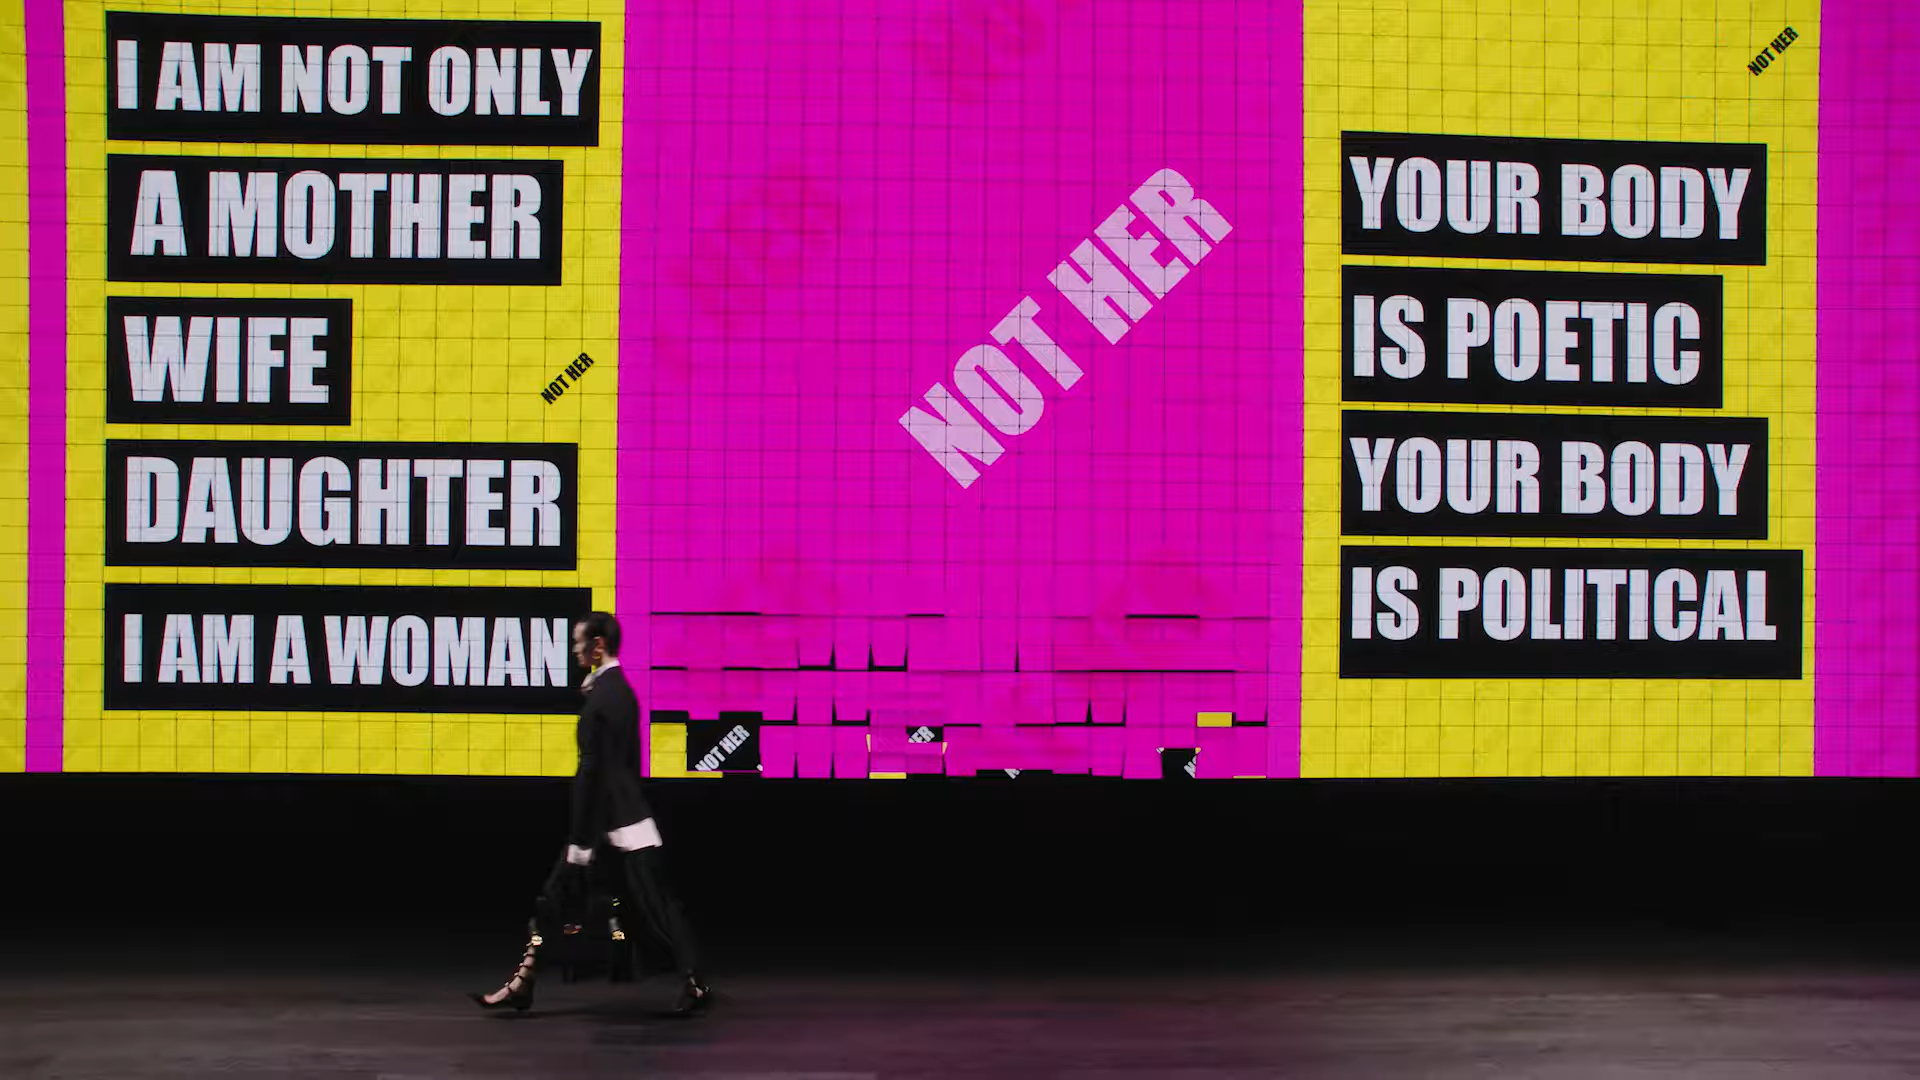 I AM NOT ONLY
A MOTHER
WIFE
NOT HER
DAUGHTER
I AM A WOMAN
NOT HER
NOT HER
NOT HER
YOUR BODY
IS POETIC
YOUR BODY
IS POLITICAL